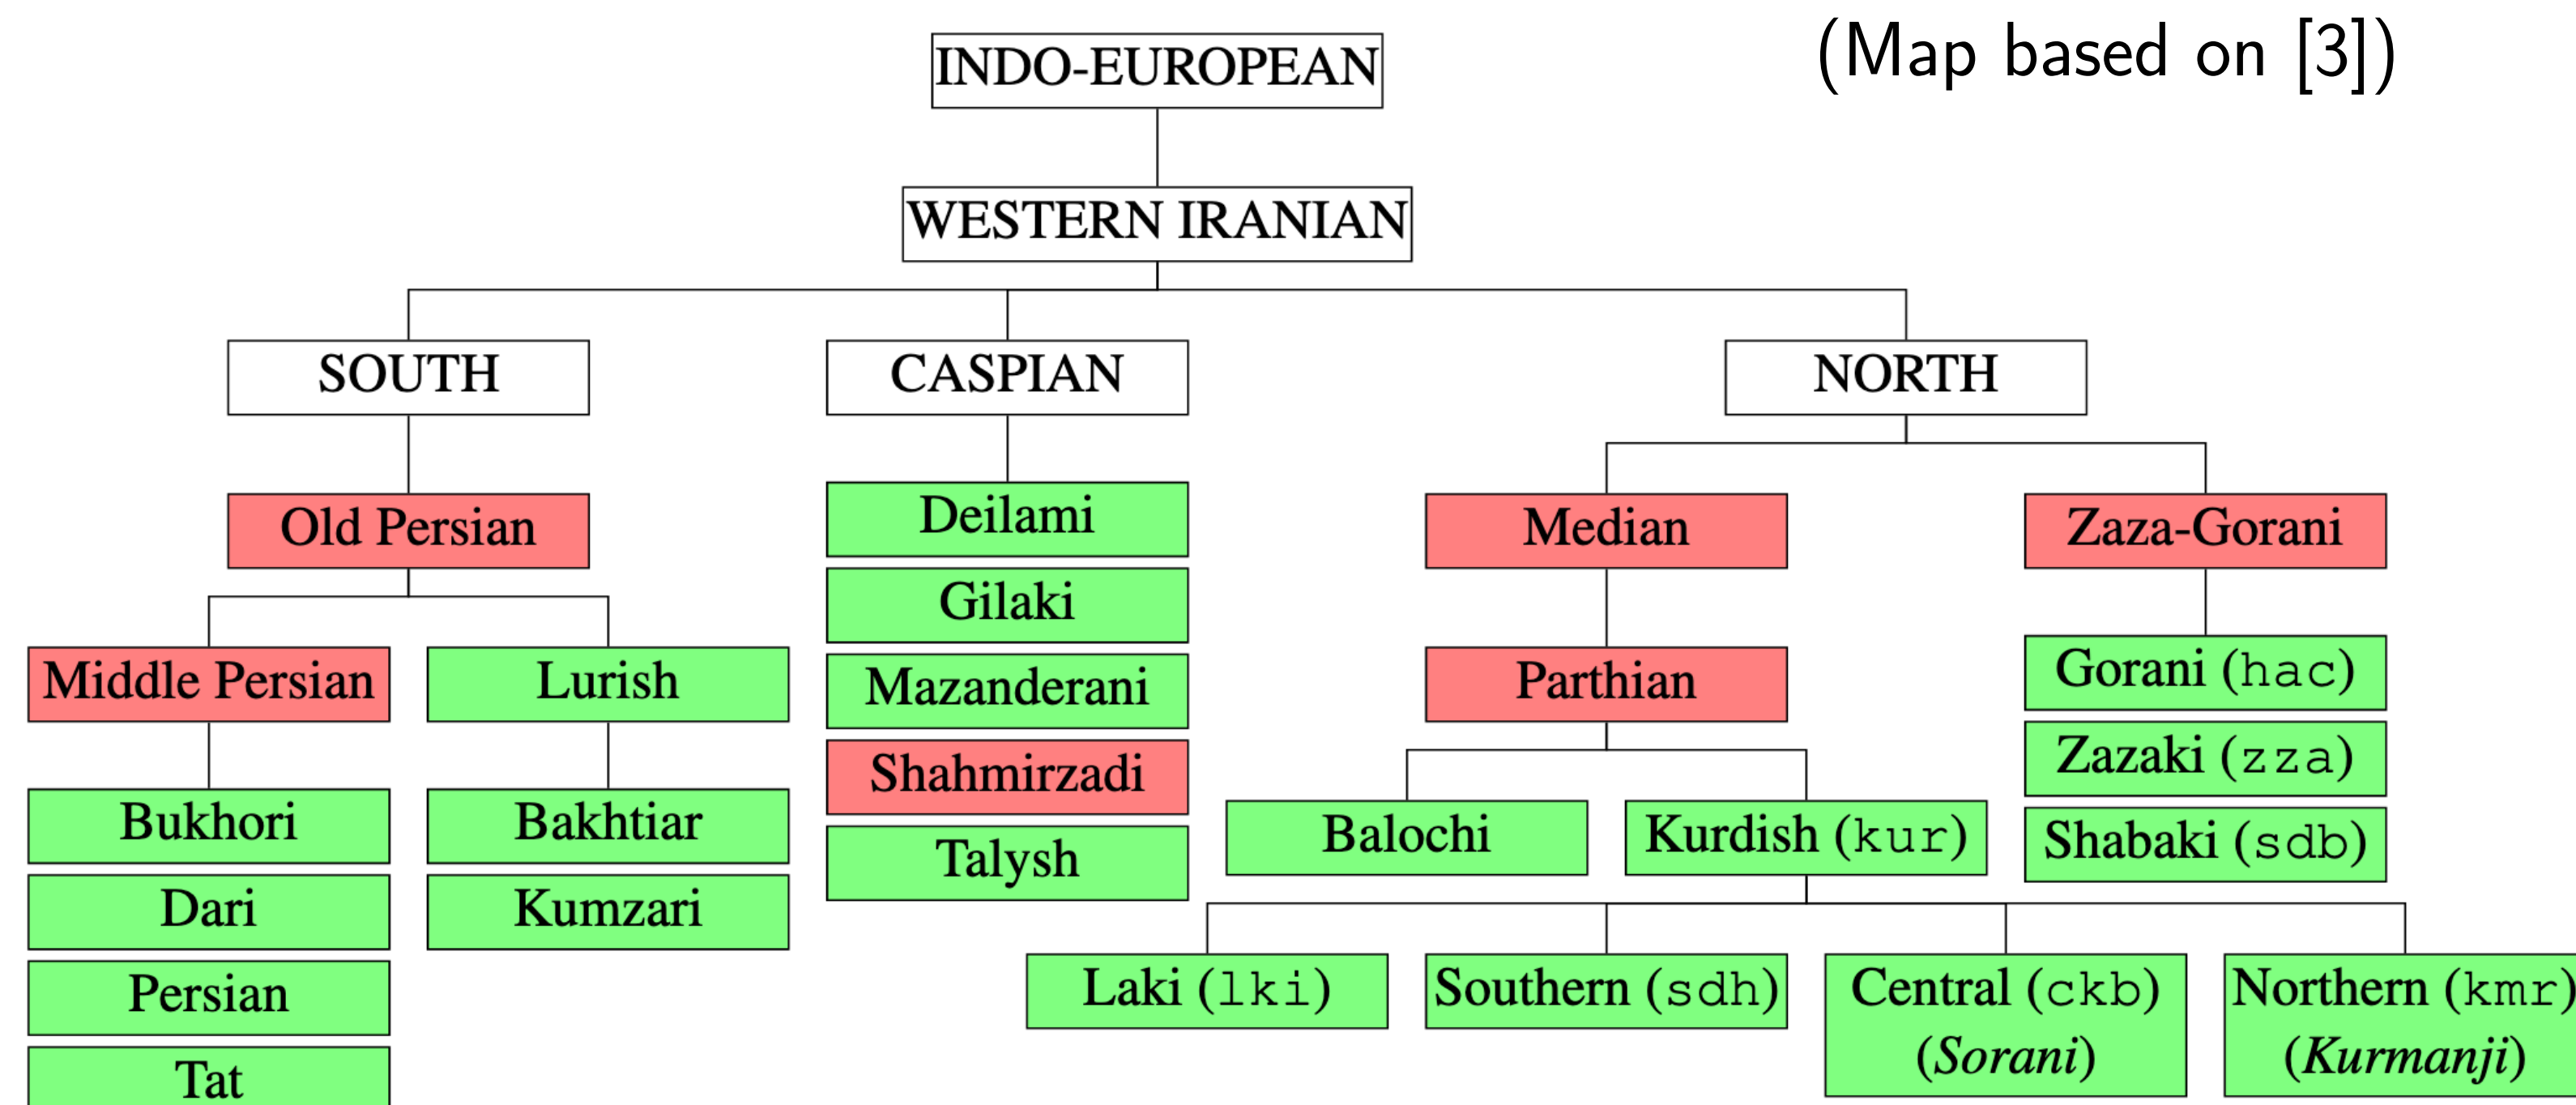 (Map based on [3])
INDO-EUROPEAN
WESTERN IRANIAN
SOUTH
CASPIAN
NORTH
Old Persian
Median
Zaza-Gorani
Deilami
Gilaki
Mazanderani
Shahmirzadi
Talysh
Middle Persian
Lurish
Parthian
Gorani (hac)
Zazaki (zza)
Shabaki (sdb)
Bukhori
Dari
Persian
Tat
Bakhtiar
Kumzari
Balochi
Kurdish (kur)
Laki (lki)
Southern (sdh)
Central (ckb)
(Sorani)
Northern (kmr)
(Kurmanji)